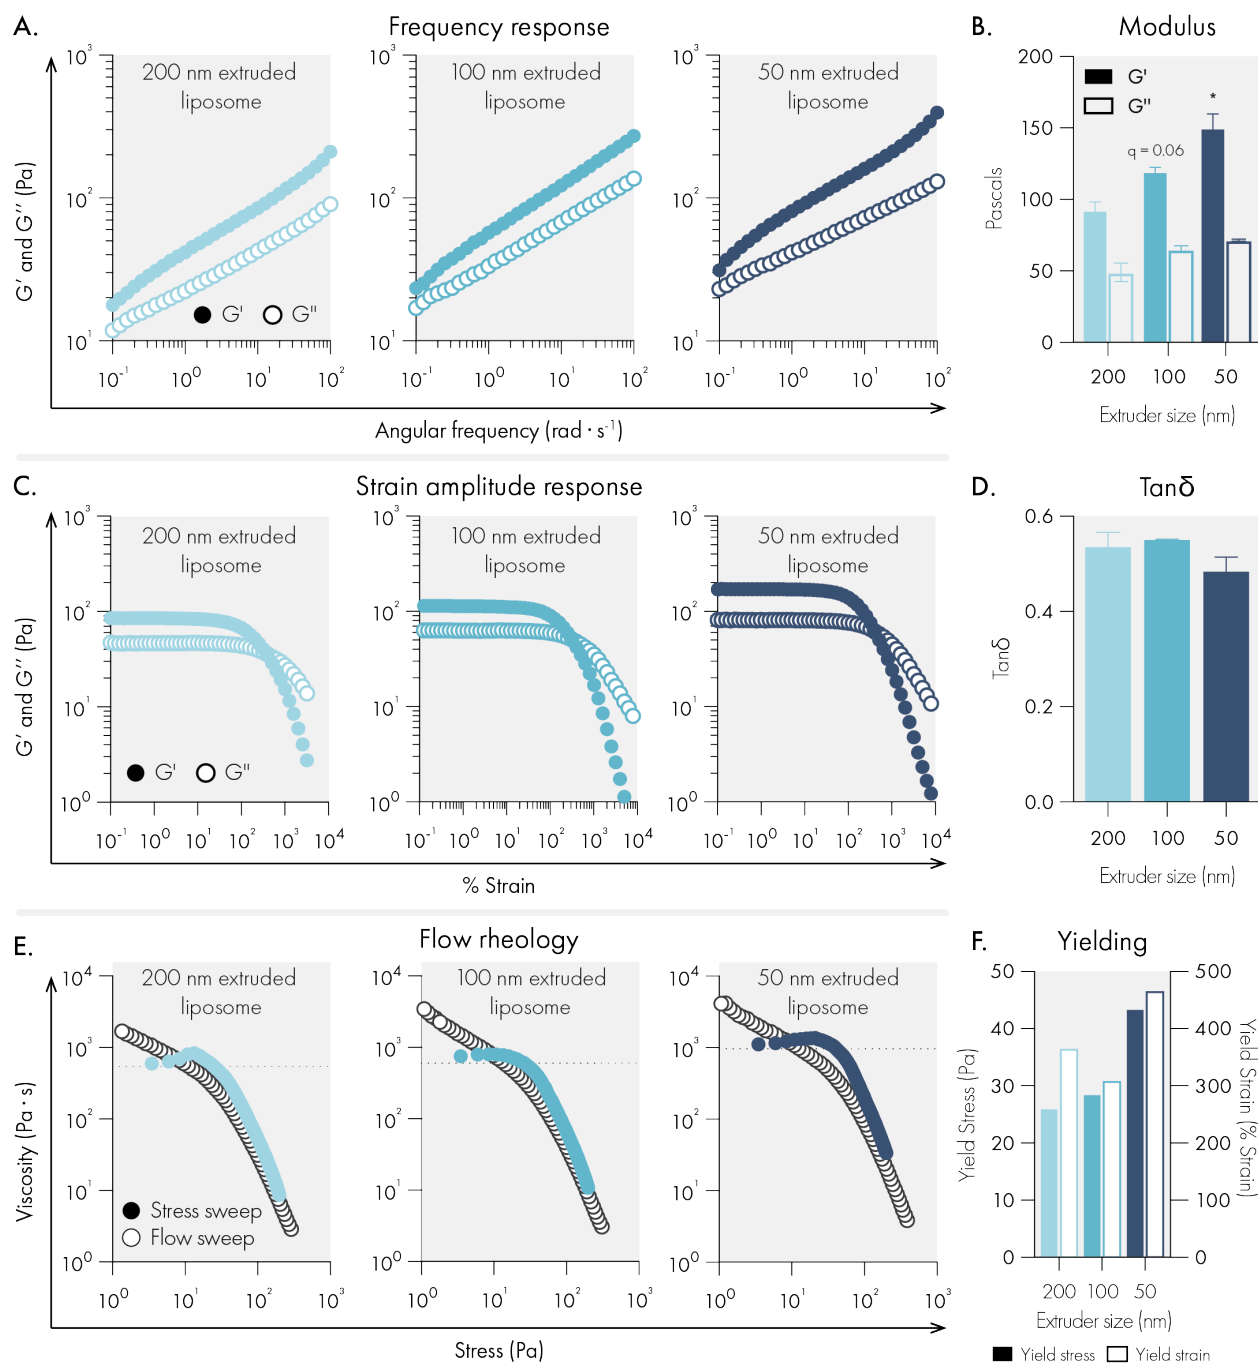 A.
Frequency response
10³
10²
10¹
G′ and G″ (Pa)
200 nm extruded
liposome
G' G"
10⁻¹ 10⁰ 10¹ 10²
10³
10²
10¹
100 nm extruded
liposome
10⁻¹ 10⁰ 10¹ 10²
10³
10²
10¹
50 nm extruded
liposome
10⁻¹ 10⁰ 10¹ 10²
Angular frequency (rad · s⁻¹)
B.
Modulus
200
150
100
50
0
Pascals
G'
G"
q = 0.06
*
200 100 50
Extruder size (nm)
C.
Strain amplitude response
10³
10²
10¹
10⁰
G′ and G″ (Pa)
200 nm extruded
liposome
G' G"
10⁻¹ 10⁰ 10¹ 10² 10³ 10⁴
10³
10²
10¹
10⁰
100 nm extruded
liposome
10⁻¹ 10⁰ 10¹ 10² 10³ 10⁴
10³
10²
10¹
10⁰
50 nm extruded
liposome
10⁻¹ 10⁰ 10¹ 10² 10³ 10⁴
% Strain
D.
Tanδ
0.6
0.4
0.2
0.0
Tanδ
200 100 50
Extruder size (nm)
E.
Flow rheology
10⁴
10³
10²
10¹
10⁰
Viscosity (Pa · s)
200 nm extruded
liposome
Stress sweep
Flow sweep
10⁰ 10¹ 10² 10³
10⁴
10³
10²
10¹
10⁰
100 nm extruded
liposome
10⁰ 10¹ 10² 10³
10⁴
10³
10²
10¹
10⁰
50 nm extruded
liposome
10⁰ 10¹ 10² 10³
Stress (Pa)
F.
Yielding
50
40
30
20
10
0
Yield Stress (Pa)
500
400
300
200
100
0
Yield Strain (% Strain)
200 100 50
Extruder size (nm)
Yield stress Yield strain